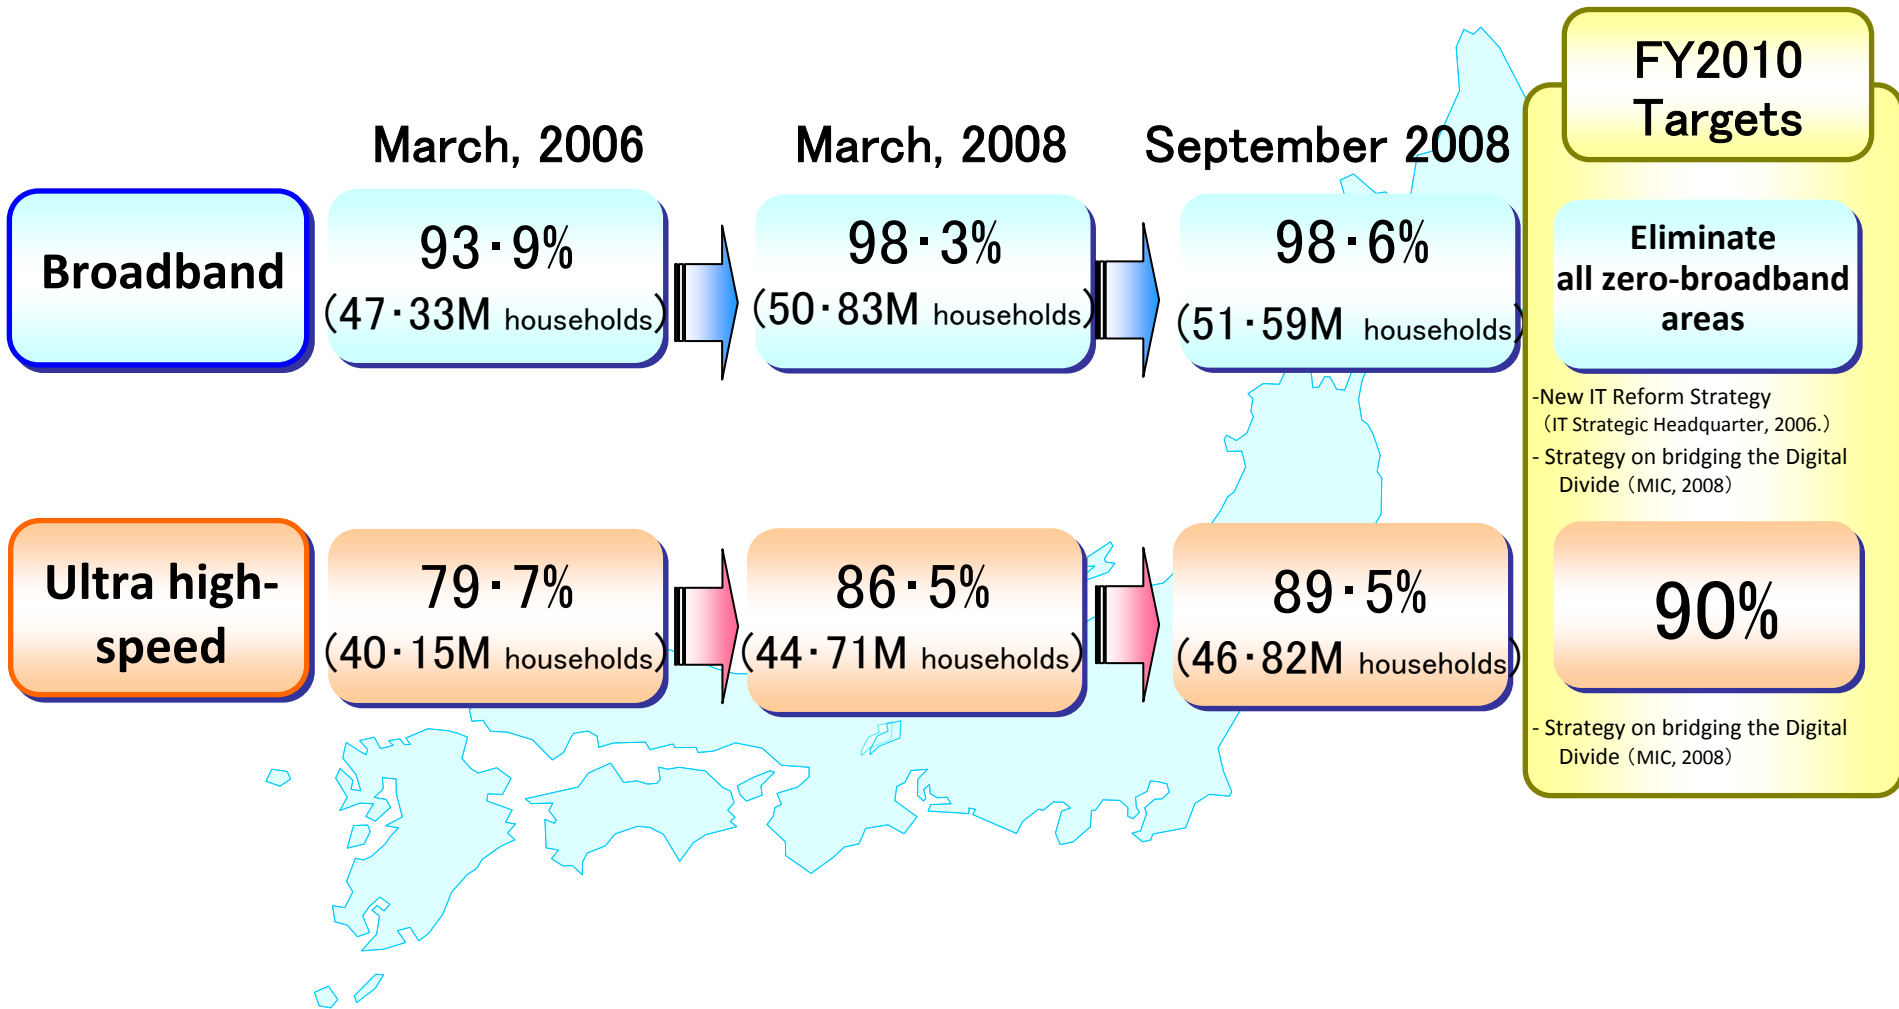 FY2010
Targets
March, 2006
March, 2008
September 2008
Broadband
93・9%
(47・33M households)
98・3%
(50・83M households)
98・6%
(51・59M households)
Eliminate
all zero-broadband
areas
-New IT Reform Strategy
（IT Strategic Headquarter, 2006.）
- Strategy on bridging the Digital
Divide（MIC, 2008）
Ultra high-
speed
79・7%
(40・15M households)
86・5%
(44・71M households)
89・5%
(46・82M households)
90%
- Strategy on bridging the Digital
Divide（MIC, 2008）